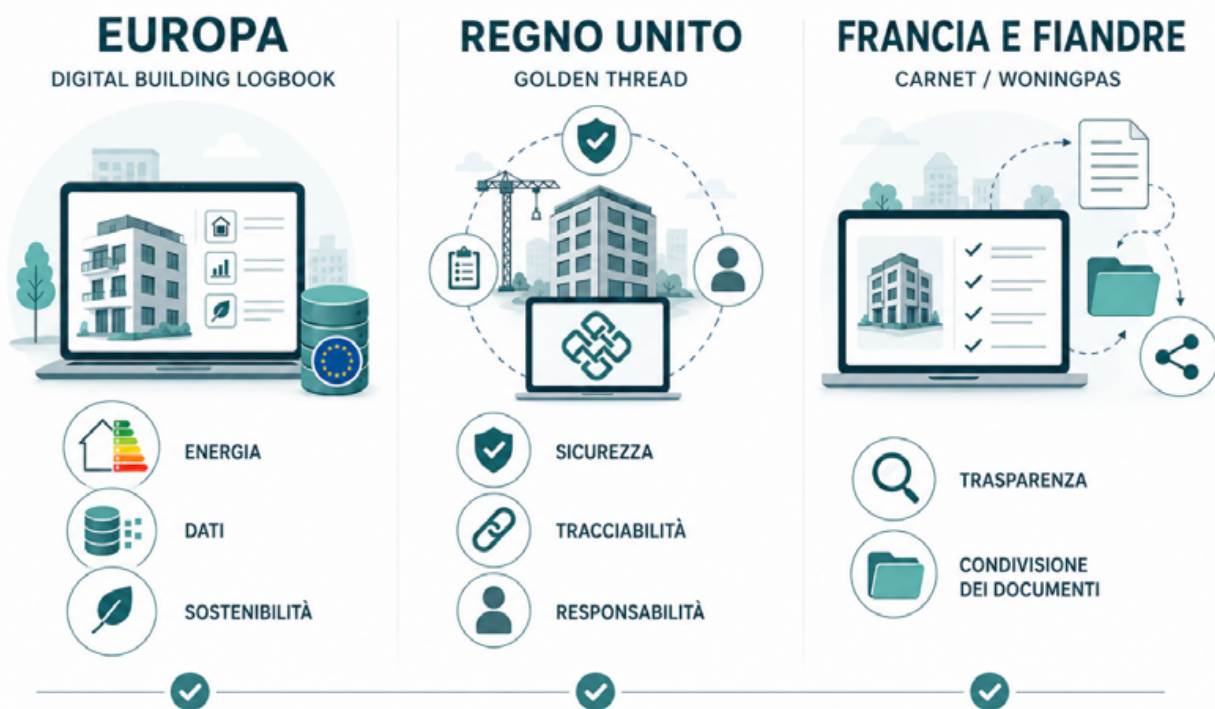 EUROPA
DIGITAL BUILDING LOGBOOK
ENERGIA
DATI
SOSTENIBILITÀ
REGNO UNITO
GOLDEN THREAD
SICUREZZA
TRACCIABILITÀ
RESPONSABILITÀ
FRANCIA E FIANDRE
CARNET / WONINGPAS
TRASPARENZA
CONDIVISIONE
DEI DOCUMENTI